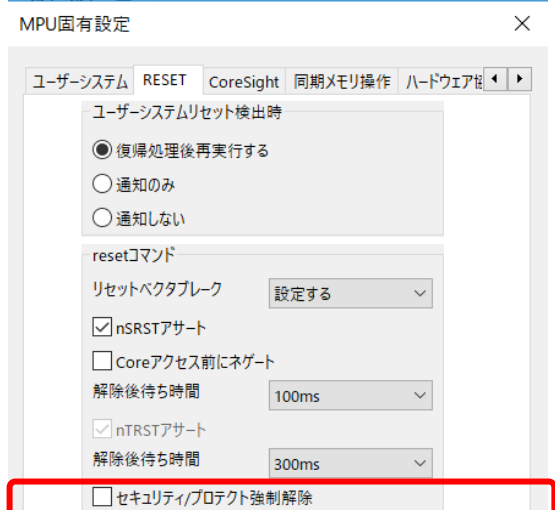 MPU固有設定
ユーザーシステム RESET CoreSight 同期メモリ操作 ハードウェア
ユーザーシステムリセット検出時
復帰処理後再実行する
通知のみ
通知しない
resetコマンド
リセットベクタブレーク 設定する
nSRSTアサート
Coreアクセス前にネゲート
解除後待ち時間 100ms
nTRSTアサート
解除後待ち時間 300ms
セキュリティ/プロテクト強制解除